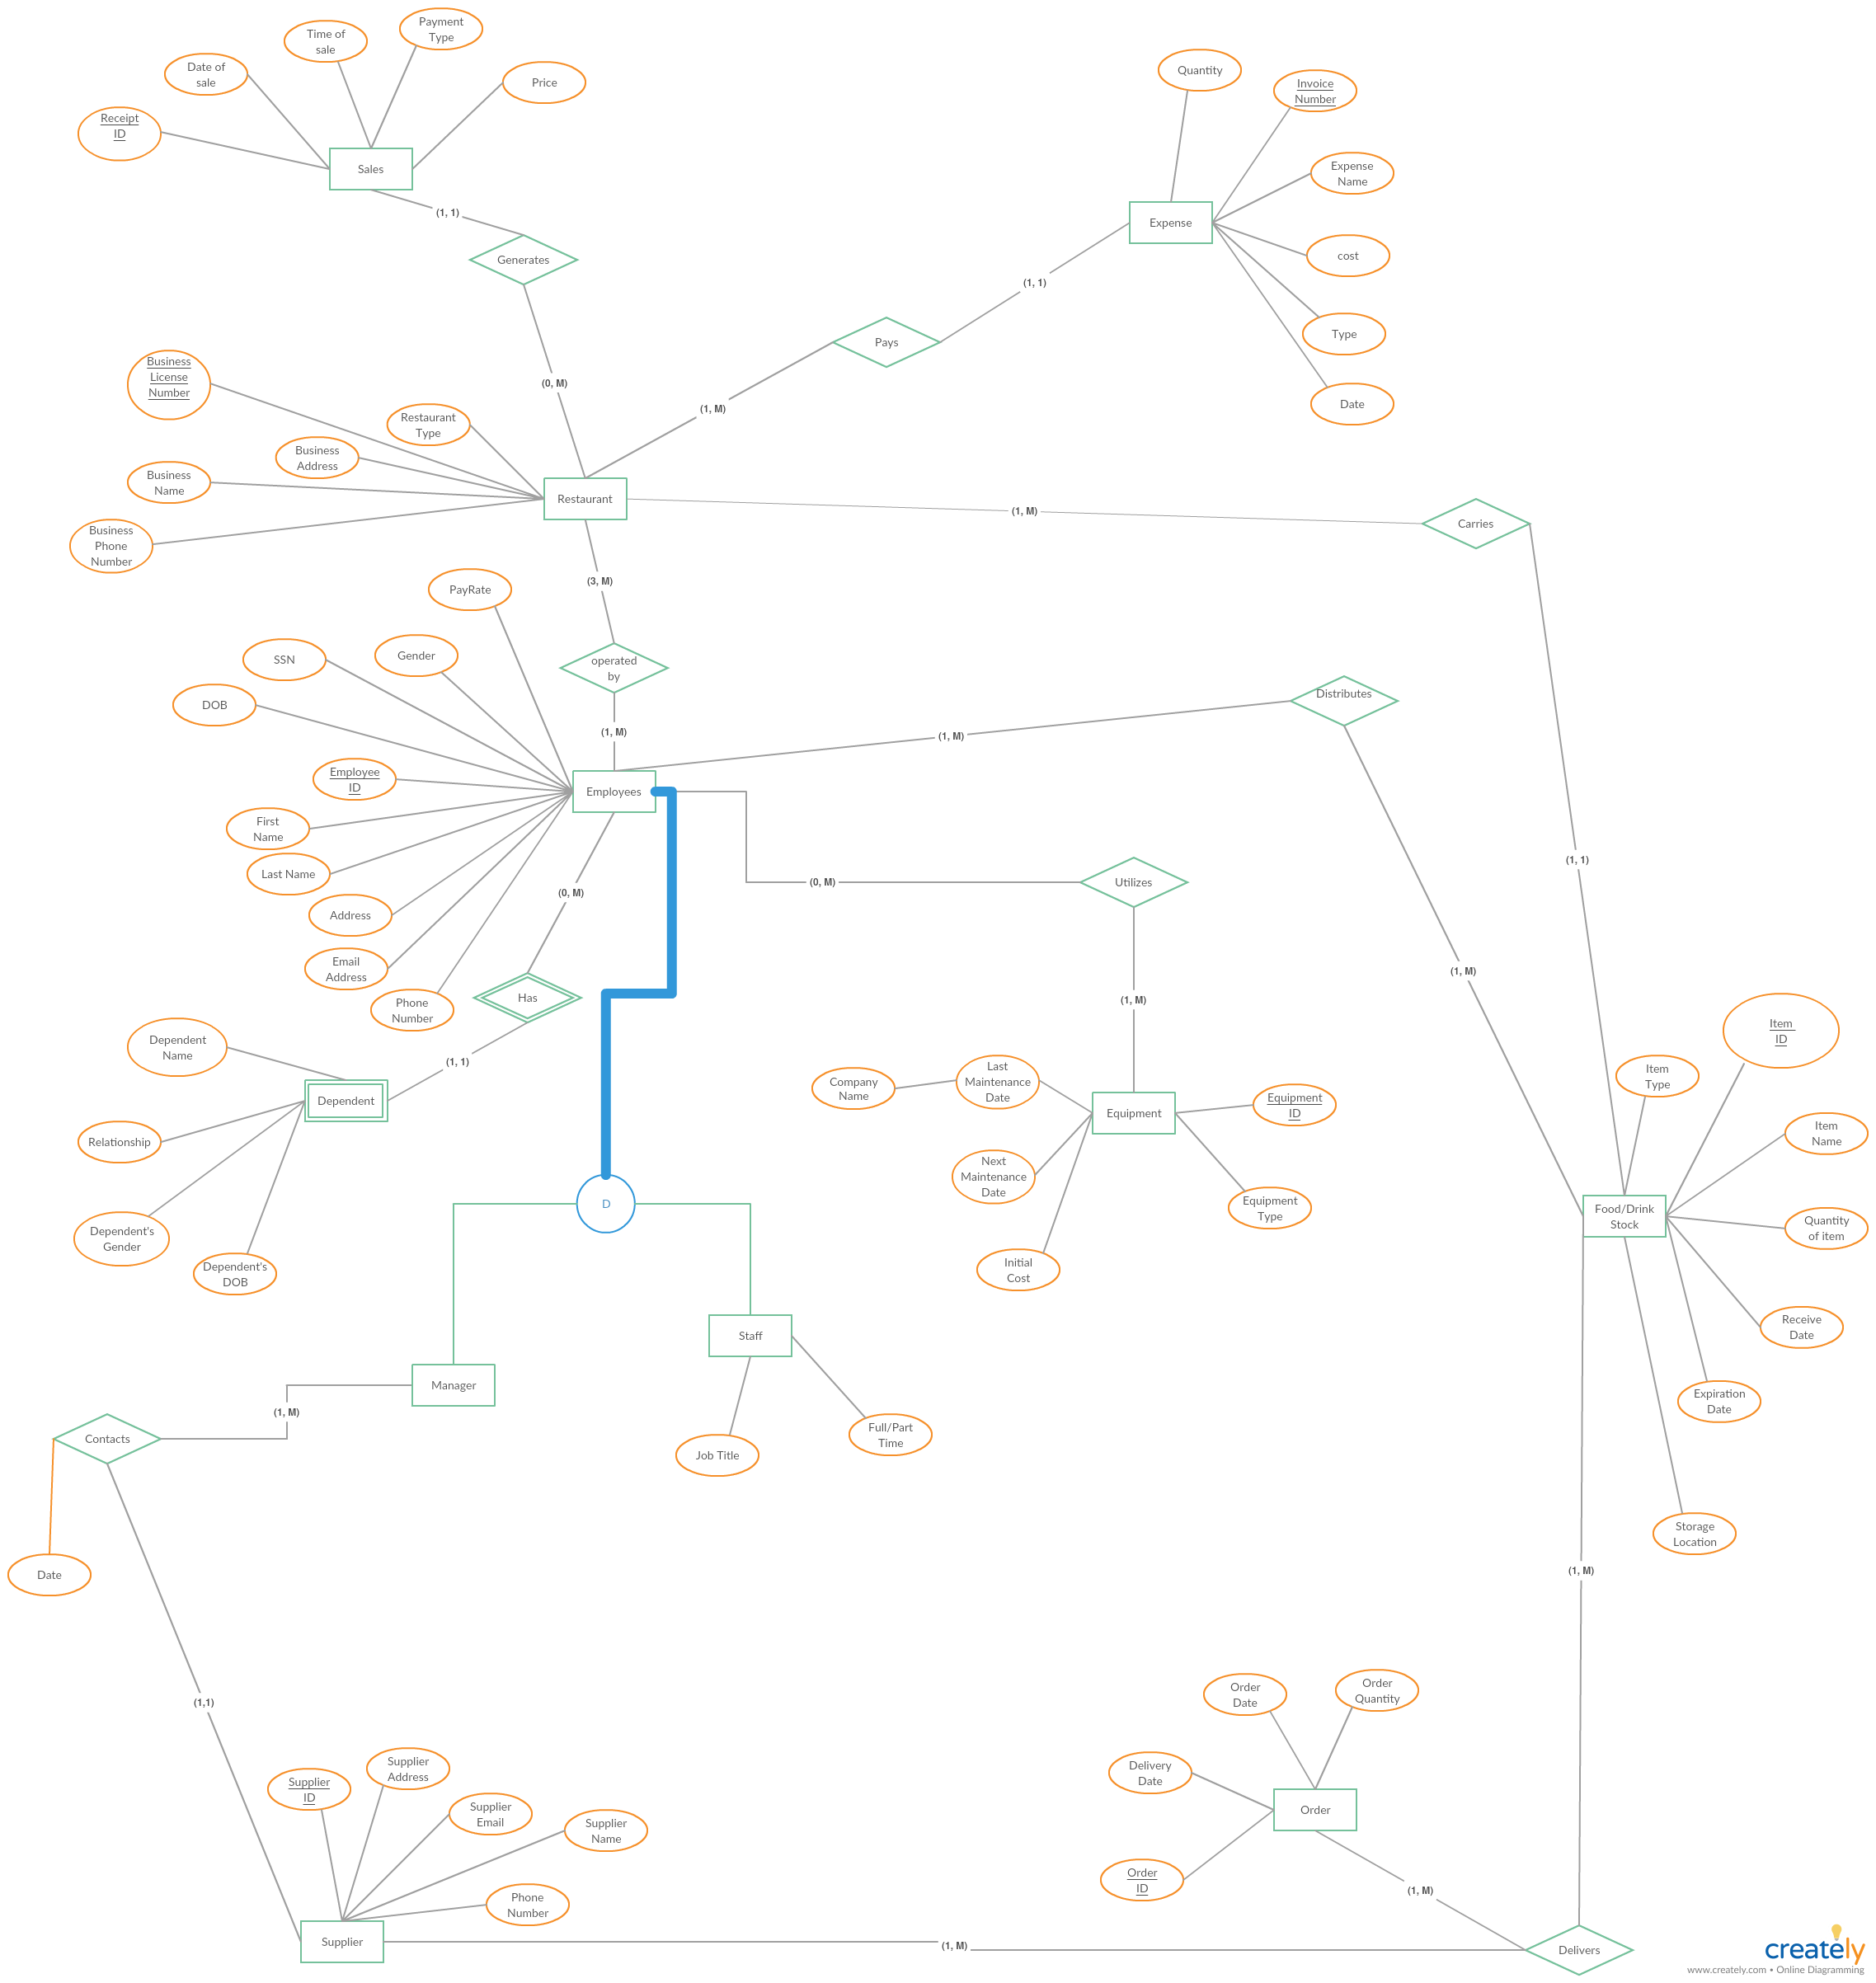 Payment
Type
Time of
sale
Date of
sale
Price
Receipt
ID
Sales
(1, 1)
Generates
(0, M)
Quantity
Invoice
Number
Expense
Name
Expense
cost
Type
Date
(1, 1)
Pays
(1, M)
Business
License
Number
Restaurant
Type
Business
Address
Business
Name
Business
Phone
Number
Restaurant
(1, M)
Carries
(1, 1)
(3, M)
operated
by
(1, M)
PayRate
Gender
SSN
DOB
Employee
ID
First
Name
Last Name
Address
Email
Address
Phone
Number
Employees
(1, M)
Distributes
(1, M)
(0, M)
Utilizes
(1, M)
(0, M)
Has
(1, 1)
Dependent
Name
Dependent
Relationship
Dependent's
Gender
Dependent's
DOB
Company
Name
Last
Maintenance
Date
Equipment
Equipment
ID
Next
Maintenance
Date
Equipment
Type
Initial
Cost
Item
ID
Item
Type
Item
Name
Food/Drink
Stock
Quantity
of item
Receive
Date
Expiration
Date
Storage
Location
D
Staff
Manager
Job Title
Full/Part
Time
(1, M)
Contacts
Date
(1,1)
(1, M)
Supplier
ID
Supplier
Address
Supplier
Email
Supplier
Name
Phone
Number
Supplier
(1, M)
Order
Date
Order
Quantity
Delivery
Date
Order
Order
ID
(1, M)
Delivers
creately
www.creately.com • Online Diagramming